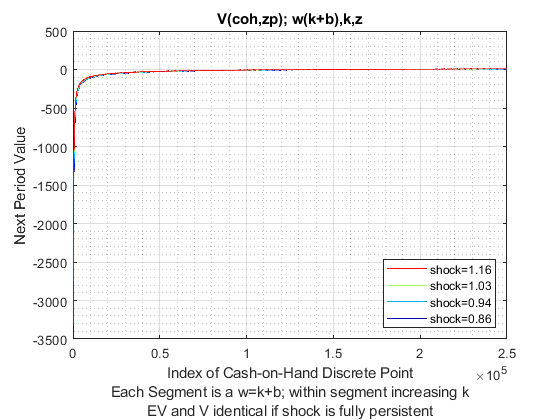 V(coh,zp); w(k+b),k,z
500
0
-500
-1000
-1500
-2000
-2500
-3000
-3500
Next Period Value
shock=1.16
shock=1.03
shock=0.94
shock=0.86
0 0.5 1 1.5 2 2.5
×10^5
Index of Cash-on-Hand Discrete Point
Each Segment is a w=k+b; within segment increasing k
EV and V identical if shock is fully persistent